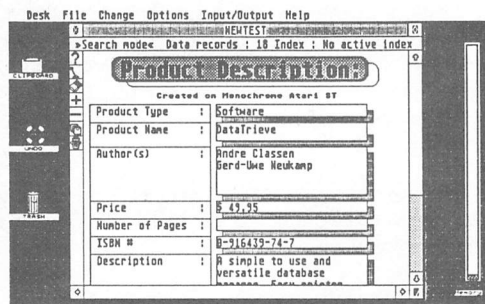 Desk File Change Options Input/Output Help
NEWTEST
»Search mode« Data records : 18 Index : No active index
CLIPBOARD
Product Description:
Created on Monochrome Atari ST
Product Type : Software
Product Name : DataTrieve
UNDO
Author(s) : Andre Classen
Gerd-Uwe Neukamp
TRASH
Price : $ 49,95
Number of Pages :
ISBN # : 0-916439-74-7
Description : A simple to use and
versatile database
Memory